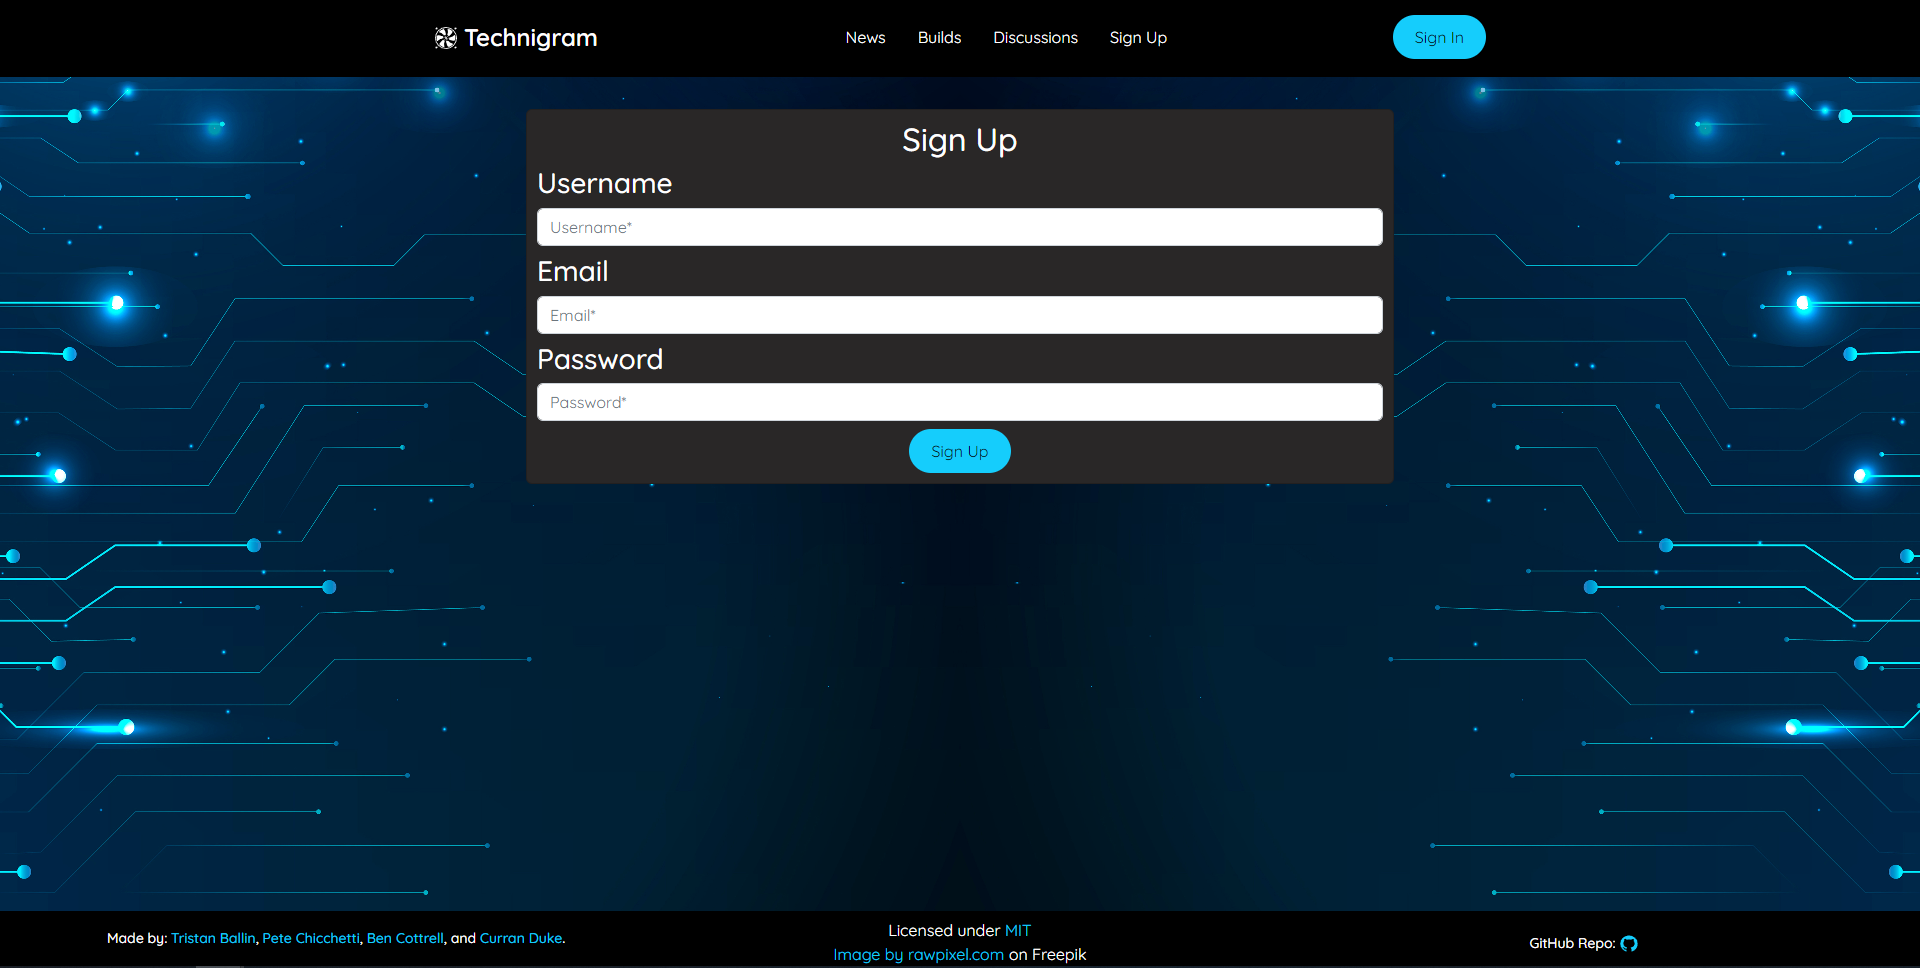 Technigram
News Builds Discussions Sign Up
Sign In
Sign Up
Username
Username*
Email
Email*
Password
Password*
Sign Up
Made by: Tristan Ballin, Pete Chicchetti, Ben Cottrell, and Curran Duke.
Licensed under MIT
Image by rawpixel.com on Freepik
GitHub Repo: